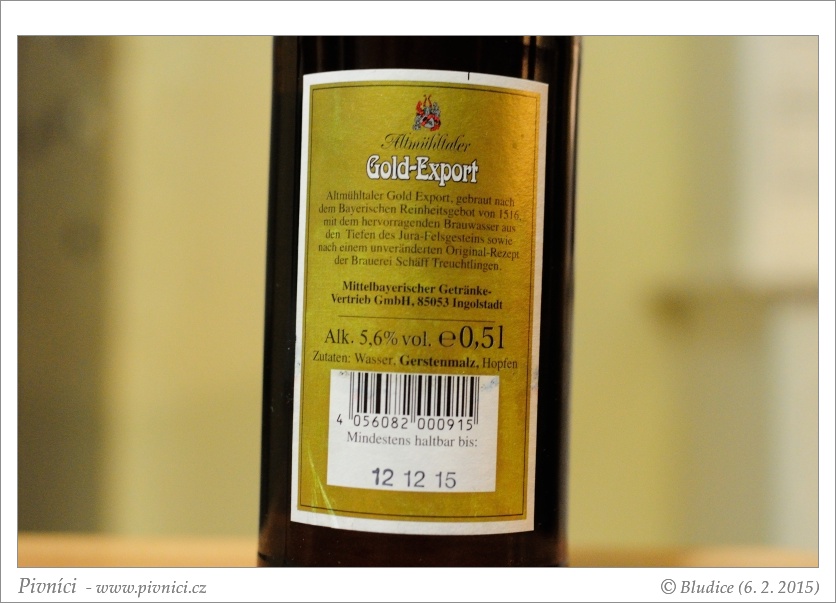 Altmühltaler
Gold-Export
Altmühltaler Gold Export, gebraut nach
dem Bayerischen Reinheitsgebot von 1516,
mit dem hervorragenden Brauwasser aus
den Tiefen des Jura-Felsgesteins sowie
nach einem unveränderten Original-Rezept
der Brauerei Schäff Treuchtlingen.
Mittelbayerischer Getränke-
Vertrieb GmbH, 85053 Ingolstadt
Alk. 5,6% vol. ℮ 0,5l
Zutaten: Wasser, Gerstenmalz, Hopfen
4 056082 000915
Mindestens haltbar bis:
12 12 15
Pivníci - www.pivnici.cz
© Bludice (6. 2. 2015)